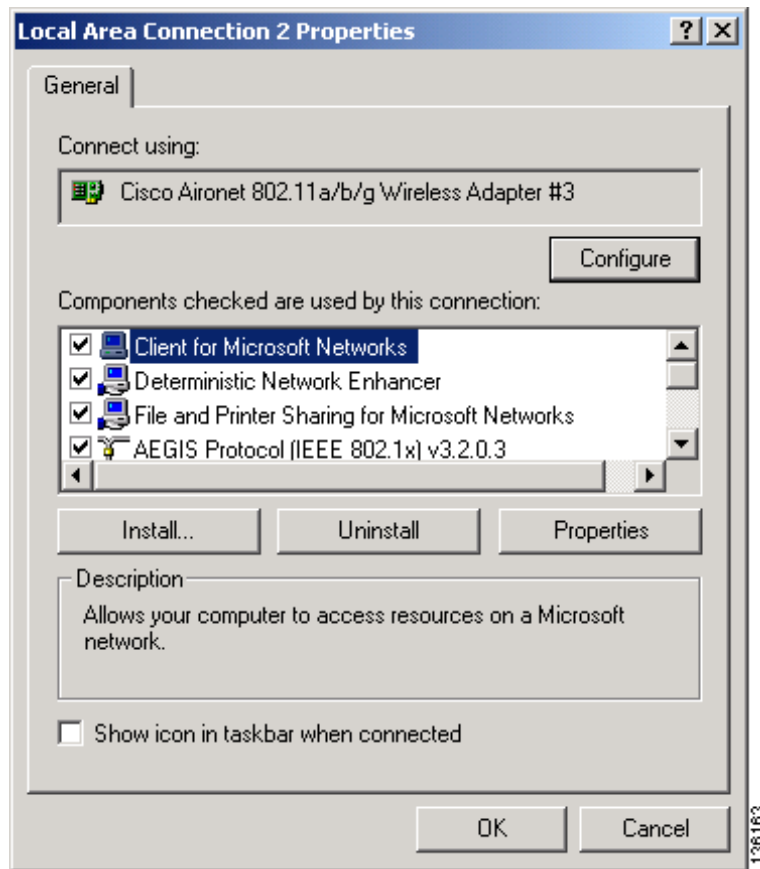 Local Area Connection 2 Properties
General
Connect using:
Cisco Aironet 802.11a/b/g Wireless Adapter #3
Configure
Components checked are used by this connection:
Client for Microsoft Networks
Deterministic Network Enhancer
File and Printer Sharing for Microsoft Networks
AEGIS Protocol (IEEE 802.1x) v3.2.0.3
Install... Uninstall Properties
Description
Allows your computer to access resources on a Microsoft
network.
Show icon in taskbar when connected
OK Cancel
136163